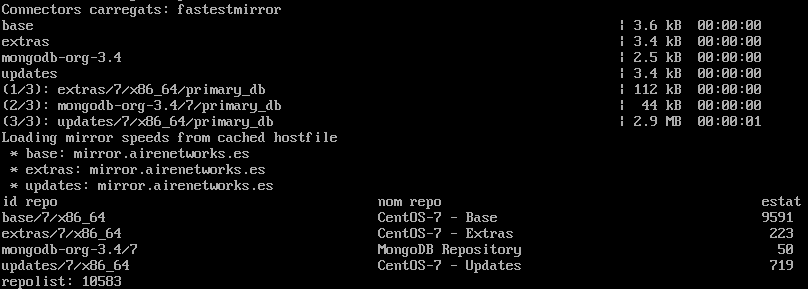 Connectors carregats: fastestmirror
base | 3.6 kB 00:00:00
extras | 3.4 kB 00:00:00
mongodb-org-3.4 | 2.5 kB 00:00:00
updates | 3.4 kB 00:00:00
(1/3): extras/7/x86_64/primary_db | 112 kB 00:00:00
(2/3): mongodb-org-3.4/7/primary_db | 44 kB 00:00:00
(3/3): updates/7/x86_64/primary_db | 2.9 MB 00:00:01
Loading mirror speeds from cached hostfile
 * base: mirror.airenetworks.es
 * extras: mirror.airenetworks.es
 * updates: mirror.airenetworks.es
id repo nom repo estat
base/7/x86_64 CentOS-7 - Base 9591
extras/7/x86_64 CentOS-7 - Extras 223
mongodb-org-3.4/7 MongoDB Repository 50
updates/7/x86_64 CentOS-7 - Updates 719
repolist: 10583